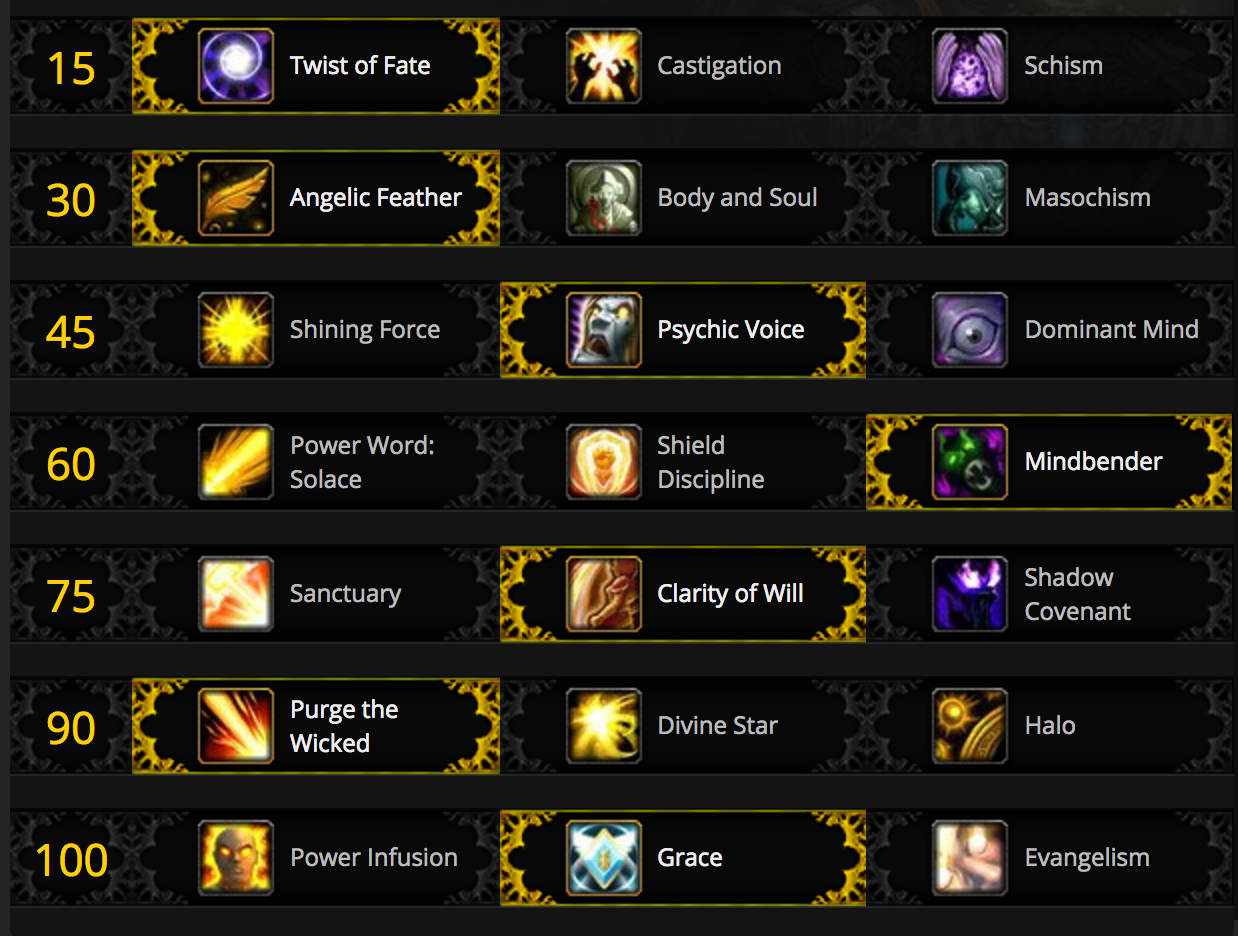 15 Twist of Fate Castigation Schism
30 Angelic Feather Body and Soul Masochism
45 Shining Force Psychic Voice Dominant Mind
60 Power Word: Solace Shield Discipline Mindbender
75 Sanctuary Clarity of Will Shadow Covenant
90 Purge the Wicked Divine Star Halo
100 Power Infusion Grace Evangelism